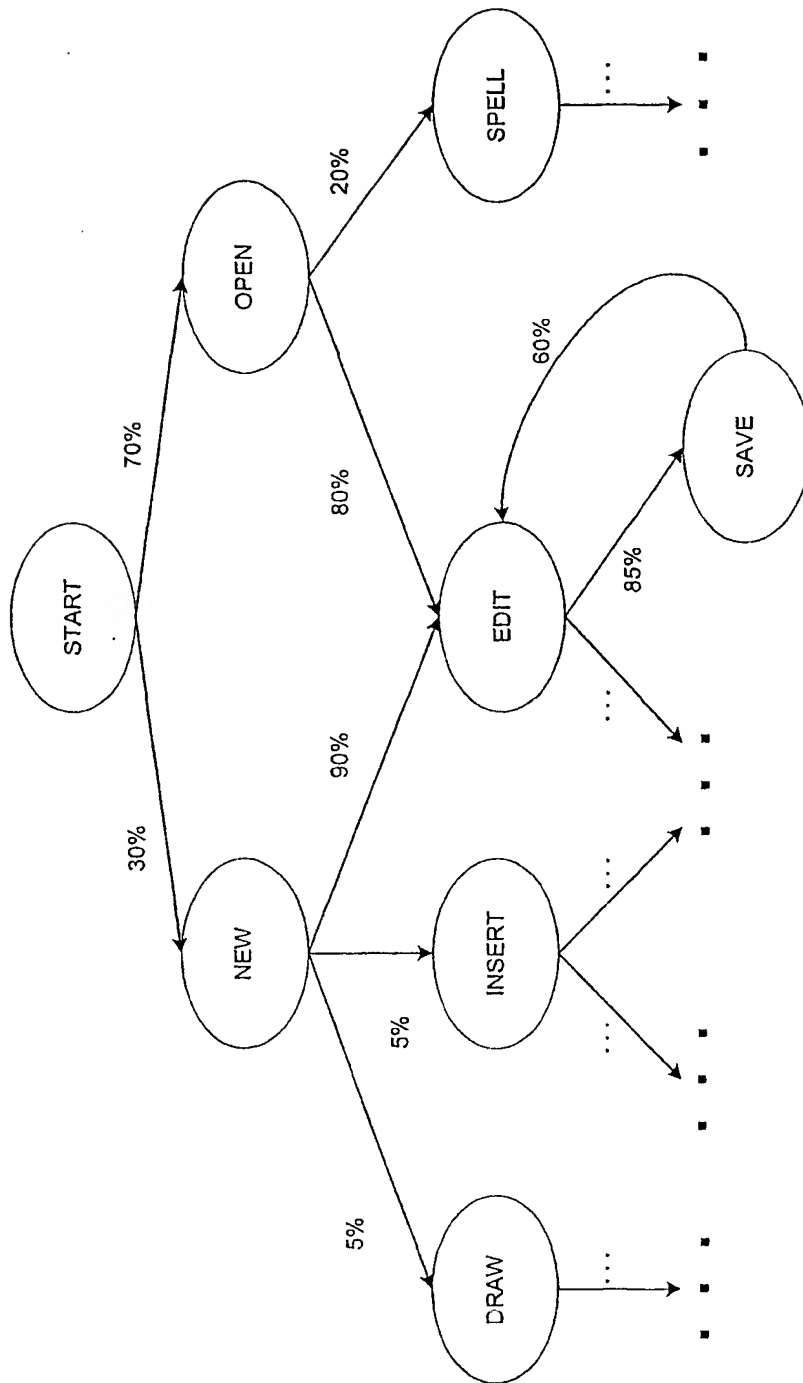 START
30%
70%
NEW
OPEN
5%
5%
90%
80%
20%
DRAW
INSERT
EDIT
SPELL
...
...
...
...
...
85%
60%
SAVE